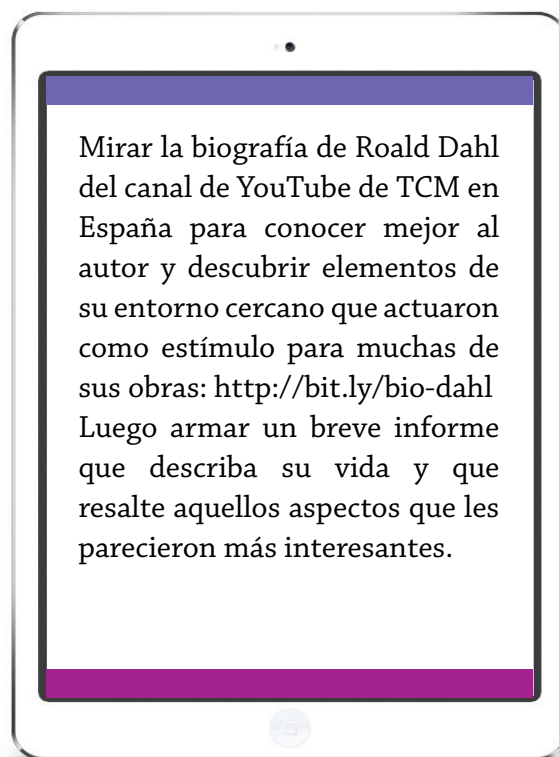 Mirar la biografía de Roald Dahl
del canal de YouTube de TCM en
España para conocer mejor al
autor y descubrir elementos de
su entorno cercano que actuaron
como estímulo para muchas de
sus obras: http://bit.ly/bio-dahl
Luego armar un breve informe
que describa su vida y que
resalte aquellos aspectos que les
parecieron más interesantes.